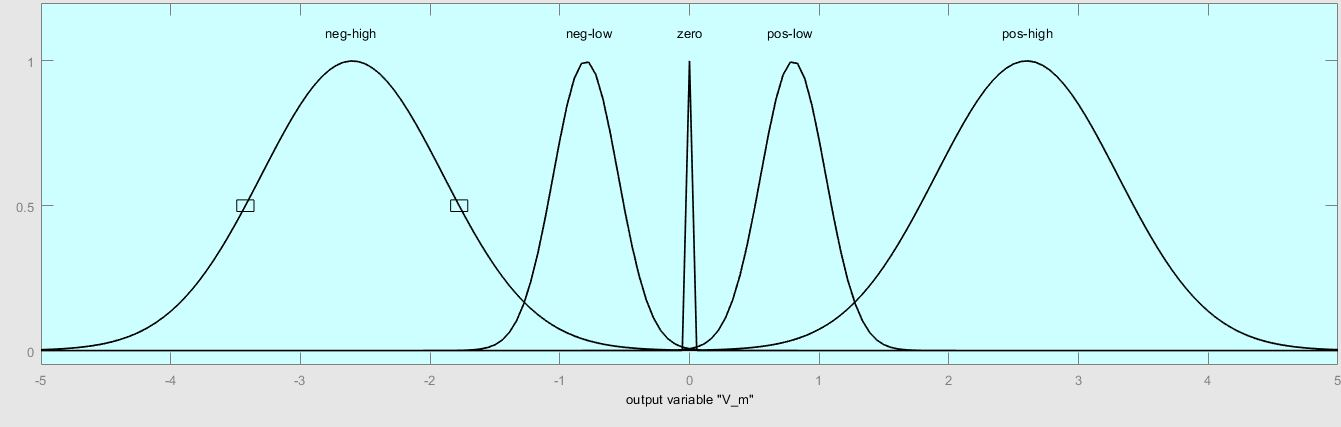 neg-high neg-low zero pos-low pos-high
1
0.5
0
-5 -4 -3 -2 -1 0 1 2 3 4 5
output variable "V_m"